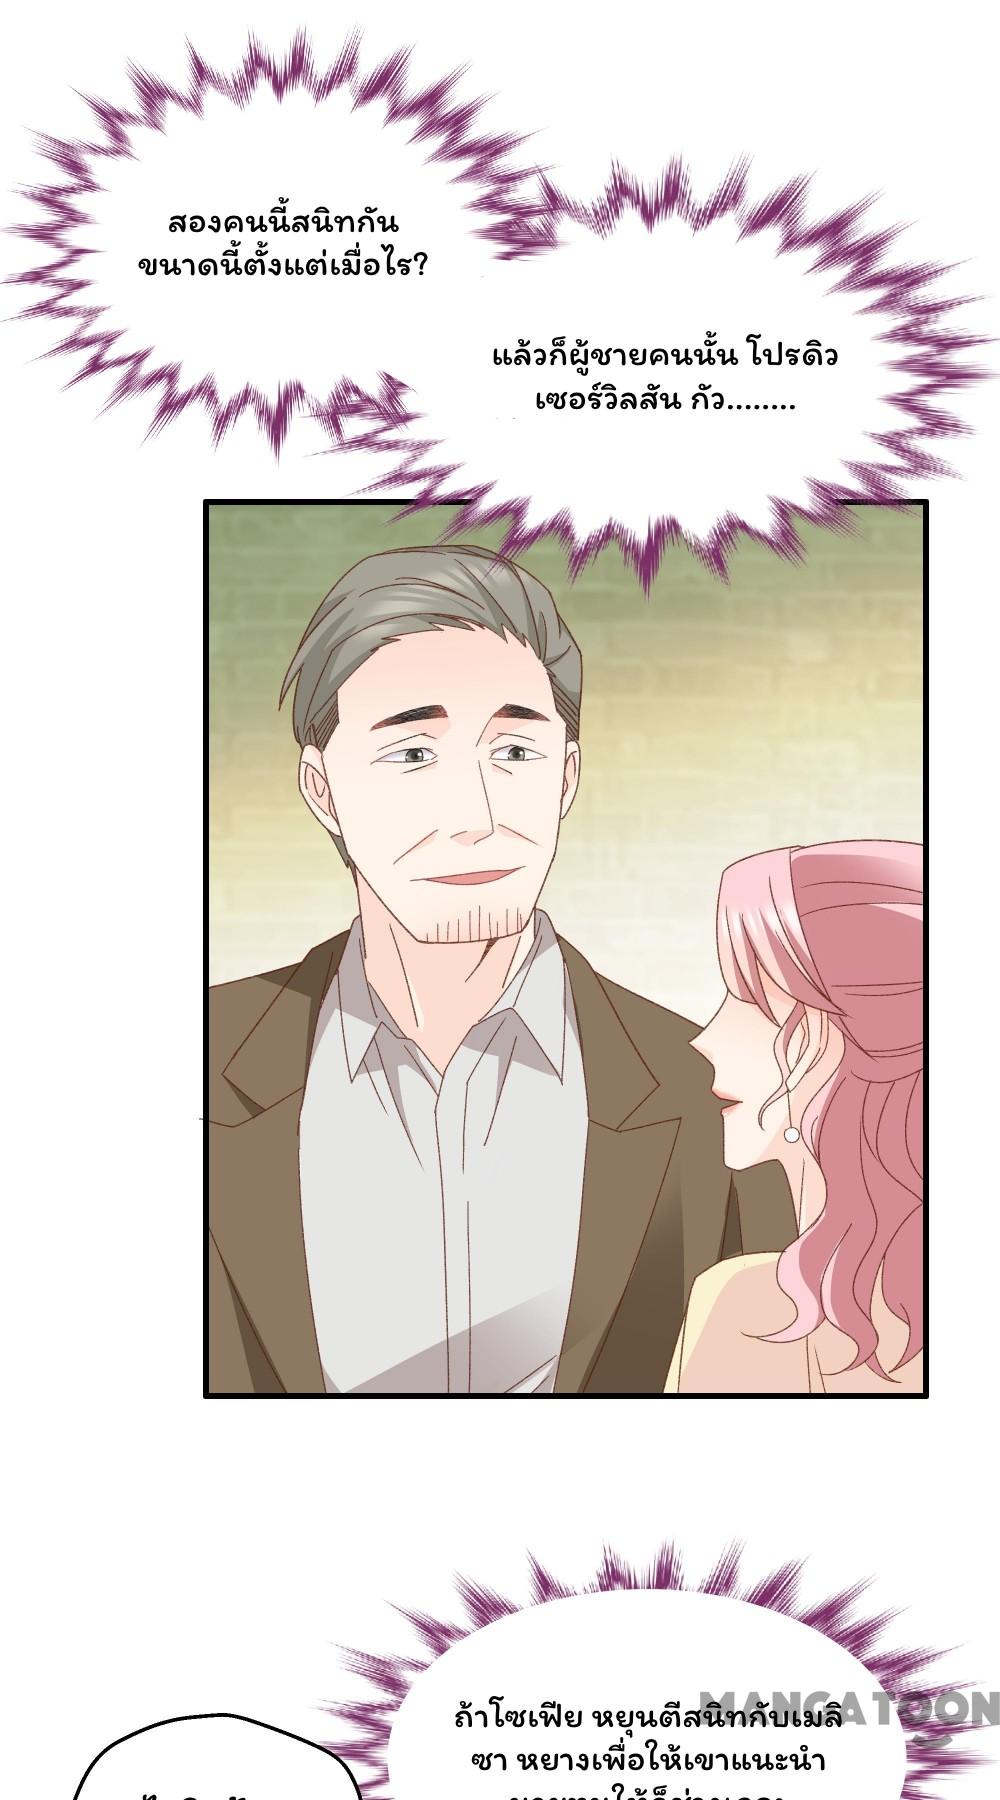 สองคนนี้สนิทกัน
ขนาดนี้ตั้งแต่เมื่อไร?
แล้วก็ผู้ชายคนนั้น โปรดิว
เซอร์วิลสัน กัว........
MANGATOON
ถ้าโซเฟีย หยุนตีสนิทกับเมลิ
ซา หยางเพื่อให้เขาแนะนำ